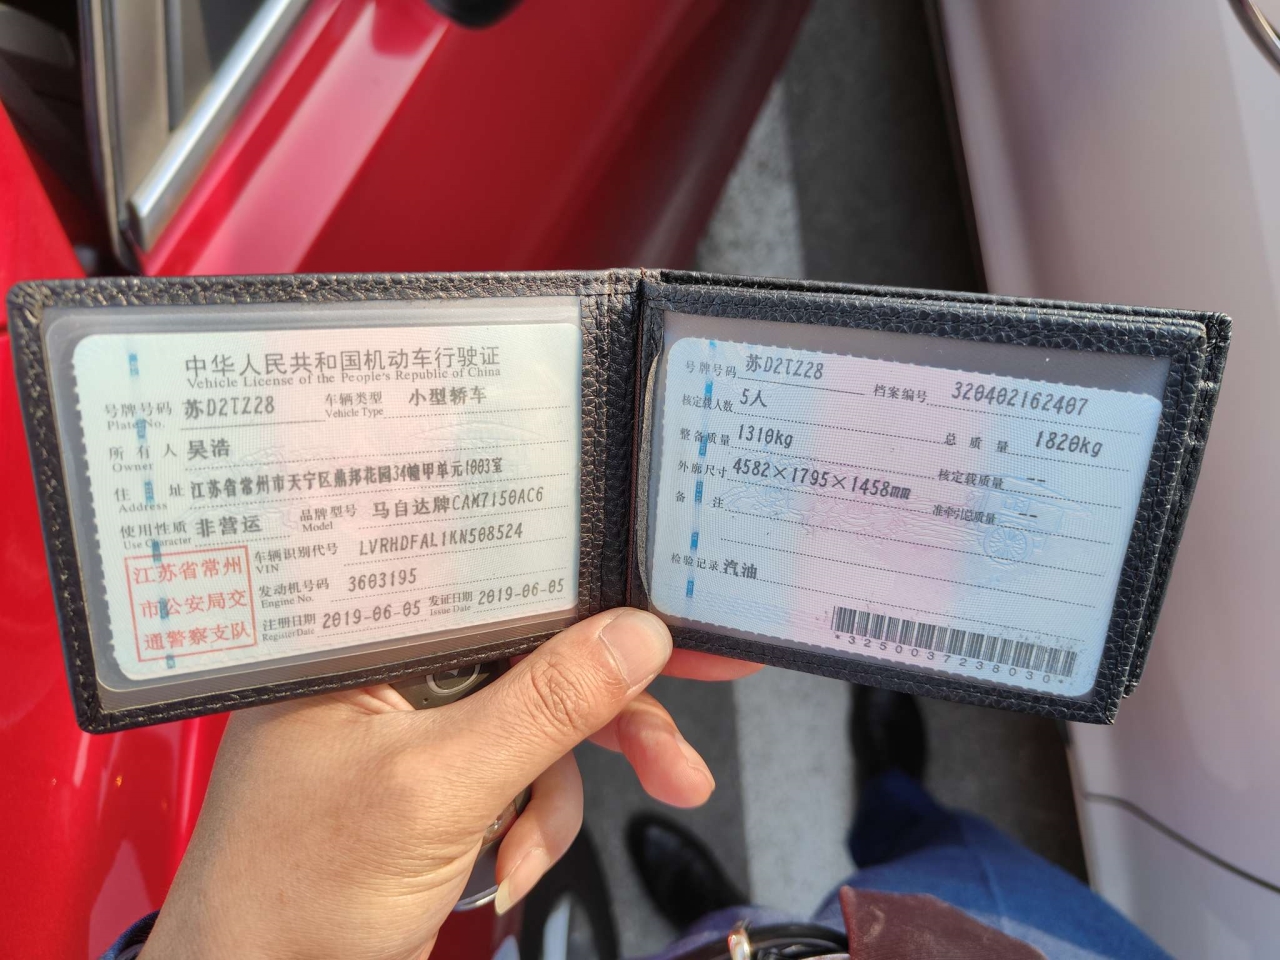 中华人民共和国机动车行驶证
Vehicle License of the People's Republic of China
号牌号码 苏D2TZ28 车辆类型 小型轿车
Plate No. Vehicle Type
所有人 吴浩
Owner
住址 江苏省常州市天宁区鼎邦花园34幢甲单元1003室
Address
使用性质 非营运 品牌型号 马自达牌CAM7150AC6
Use Character Model
江苏省常州
市公安局交
通警察支队
车辆识别代号 LVRHDFAL1KN508524
VIN
发动机号码 3603195
Engine No.
注册日期 2019-06-05 发证日期 2019-06-05
Register Date Issue Date
号牌号码 苏D2TZ28 档案编号 320402162407
核定载人数 5人
整备质量 1310kg 总质量 1820kg
外廓尺寸 4582×1795×1458mm 核定载质量 --
备注 准牵引总质量 --
检验记录 汽油
*3250037238030*